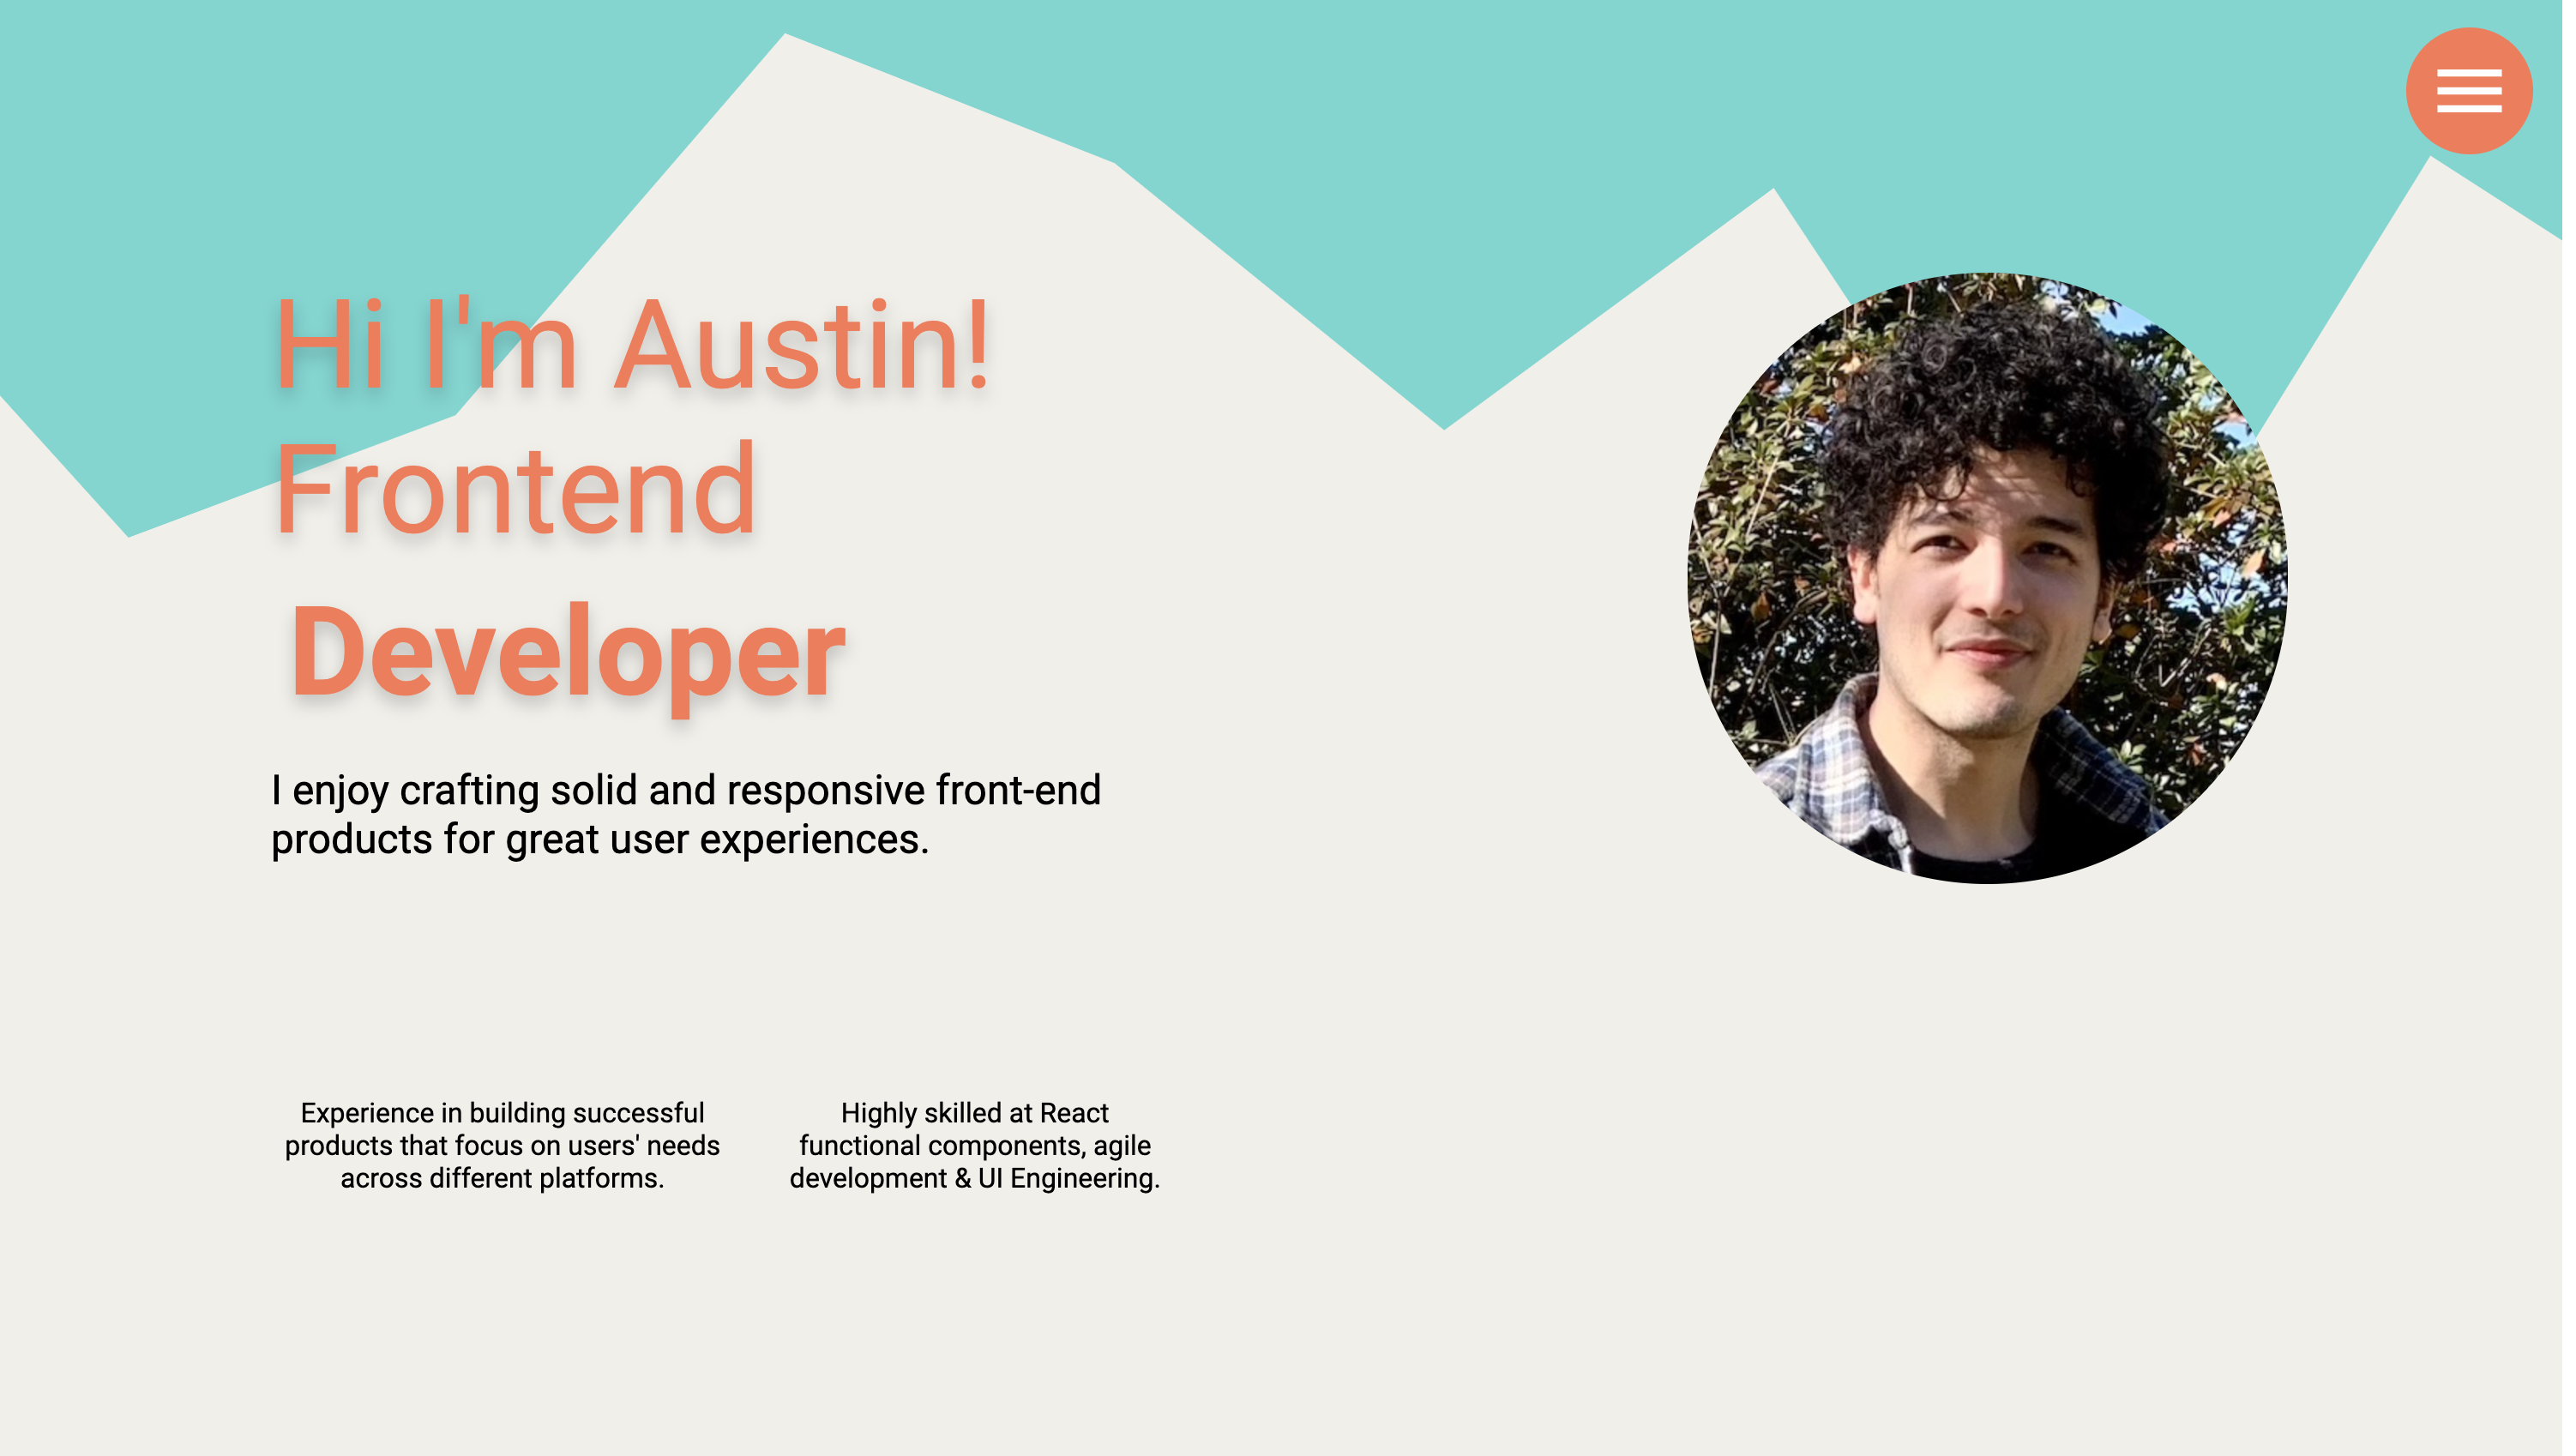 Hi I'm Austin!
Frontend
Developer
I enjoy crafting solid and responsive front-end
products for great user experiences.
Experience in building successful
products that focus on users' needs
across different platforms.
Highly skilled at React
functional components, agile
development & UI Engineering.